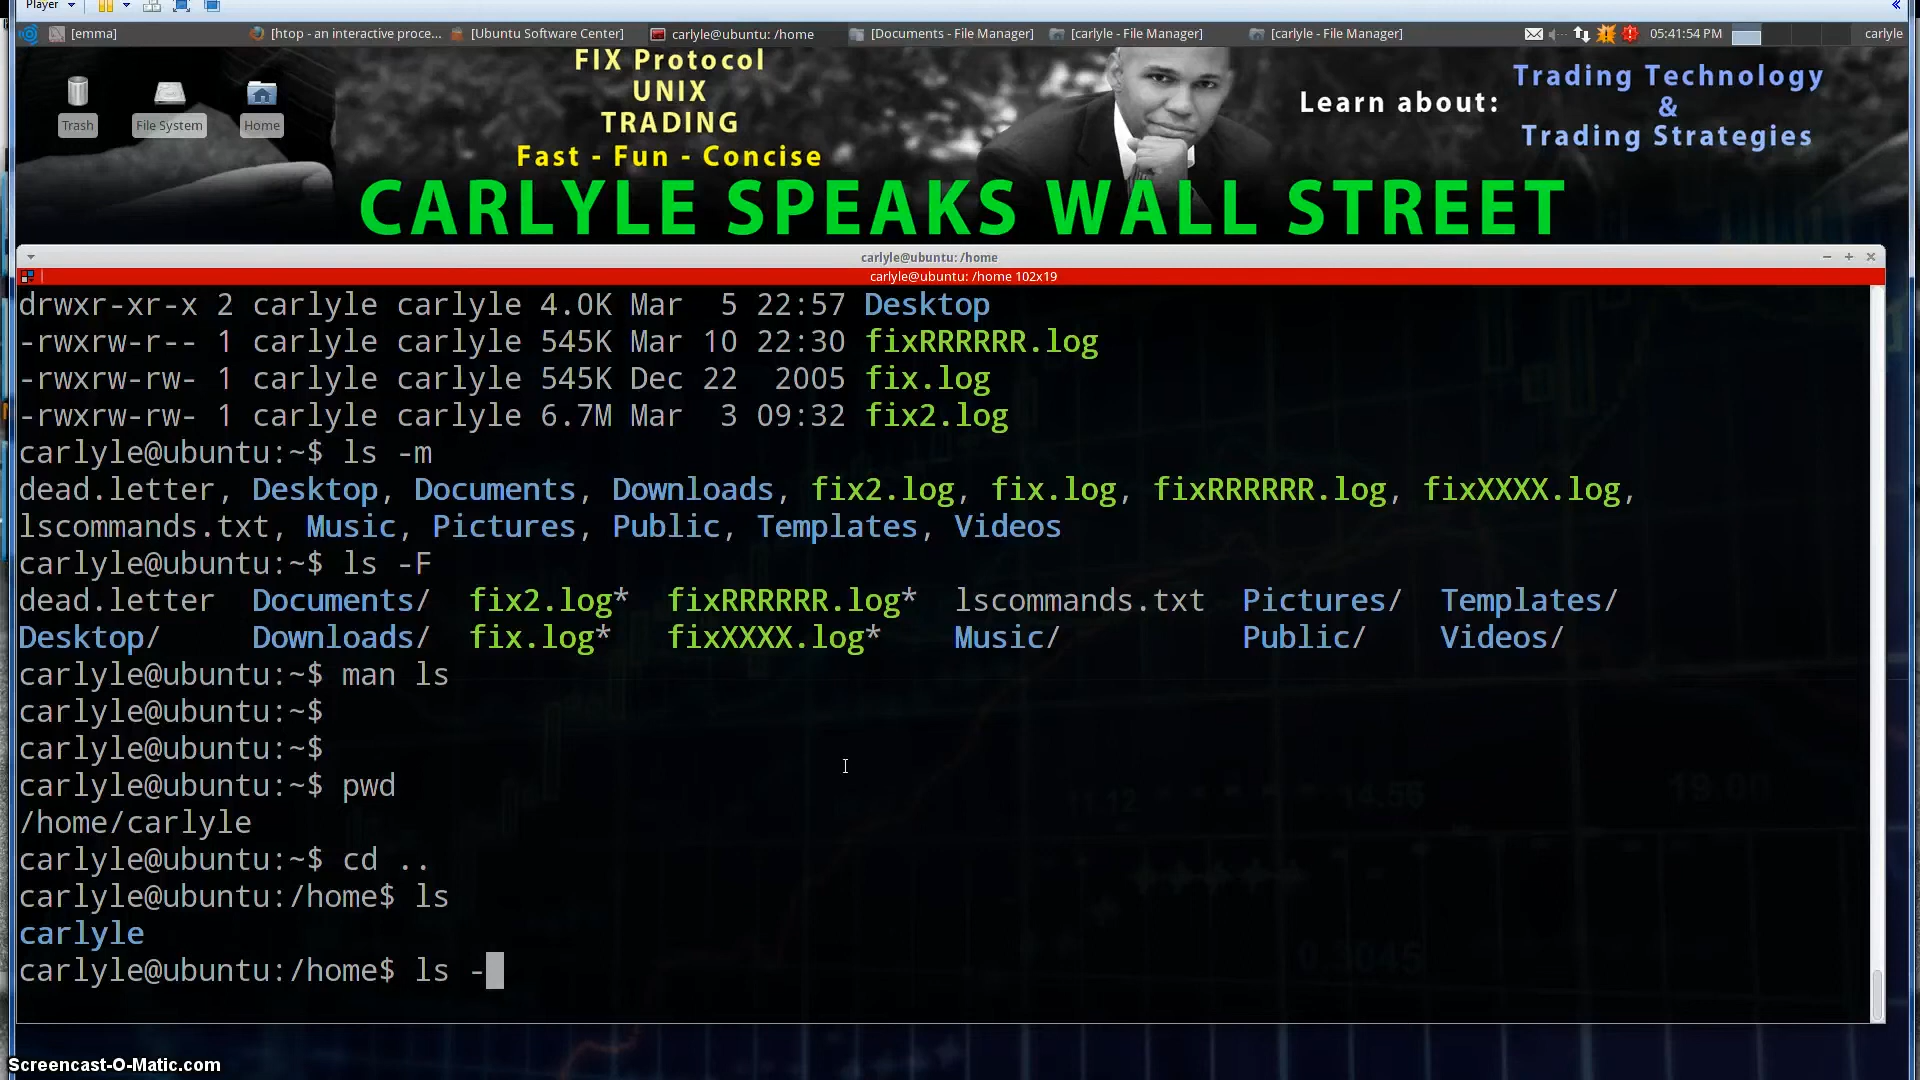 Player
[emma] [htop - an interactive proce... [Ubuntu Software Center] carlyle@ubuntu: /home [Documents - File Manager] [carlyle - File Manager] [carlyle - File Manager] 05:41:54 PM carlyle
Trash File System Home
FIX Protocol
UNIX
TRADING
Fast - Fun - Concise
Learn about:
Trading Technology
&
Trading Strategies
CARLYLE SPEAKS WALL STREET
carlyle@ubuntu: /home
carlyle@ubuntu: /home 102x19
drwxr-xr-x 2 carlyle carlyle 4.0K Mar  5 22:57 Desktop
-rwxrw-r-- 1 carlyle carlyle 545K Mar 10 22:30 fixRRRRRR.log
-rwxrw-rw- 1 carlyle carlyle 545K Dec 22  2005 fix.log
-rwxrw-rw- 1 carlyle carlyle 6.7M Mar  3 09:32 fix2.log
carlyle@ubuntu:~$ ls -m
dead.letter, Desktop, Documents, Downloads, fix2.log, fix.log, fixRRRRRR.log, fixXXXX.log,
lscommands.txt, Music, Pictures, Public, Templates, Videos
carlyle@ubuntu:~$ ls -F
dead.letter  Documents/  fix2.log*  fixRRRRRR.log*  lscommands.txt  Pictures/  Templates/
Desktop/     Downloads/  fix.log*   fixXXXX.log*    Music/          Public/    Videos/
carlyle@ubuntu:~$ man ls
carlyle@ubuntu:~$
carlyle@ubuntu:~$
carlyle@ubuntu:~$ pwd
/home/carlyle
carlyle@ubuntu:~$ cd ..
carlyle@ubuntu:/home$ ls
carlyle
carlyle@ubuntu:/home$ ls -
Screencast-O-Matic.com